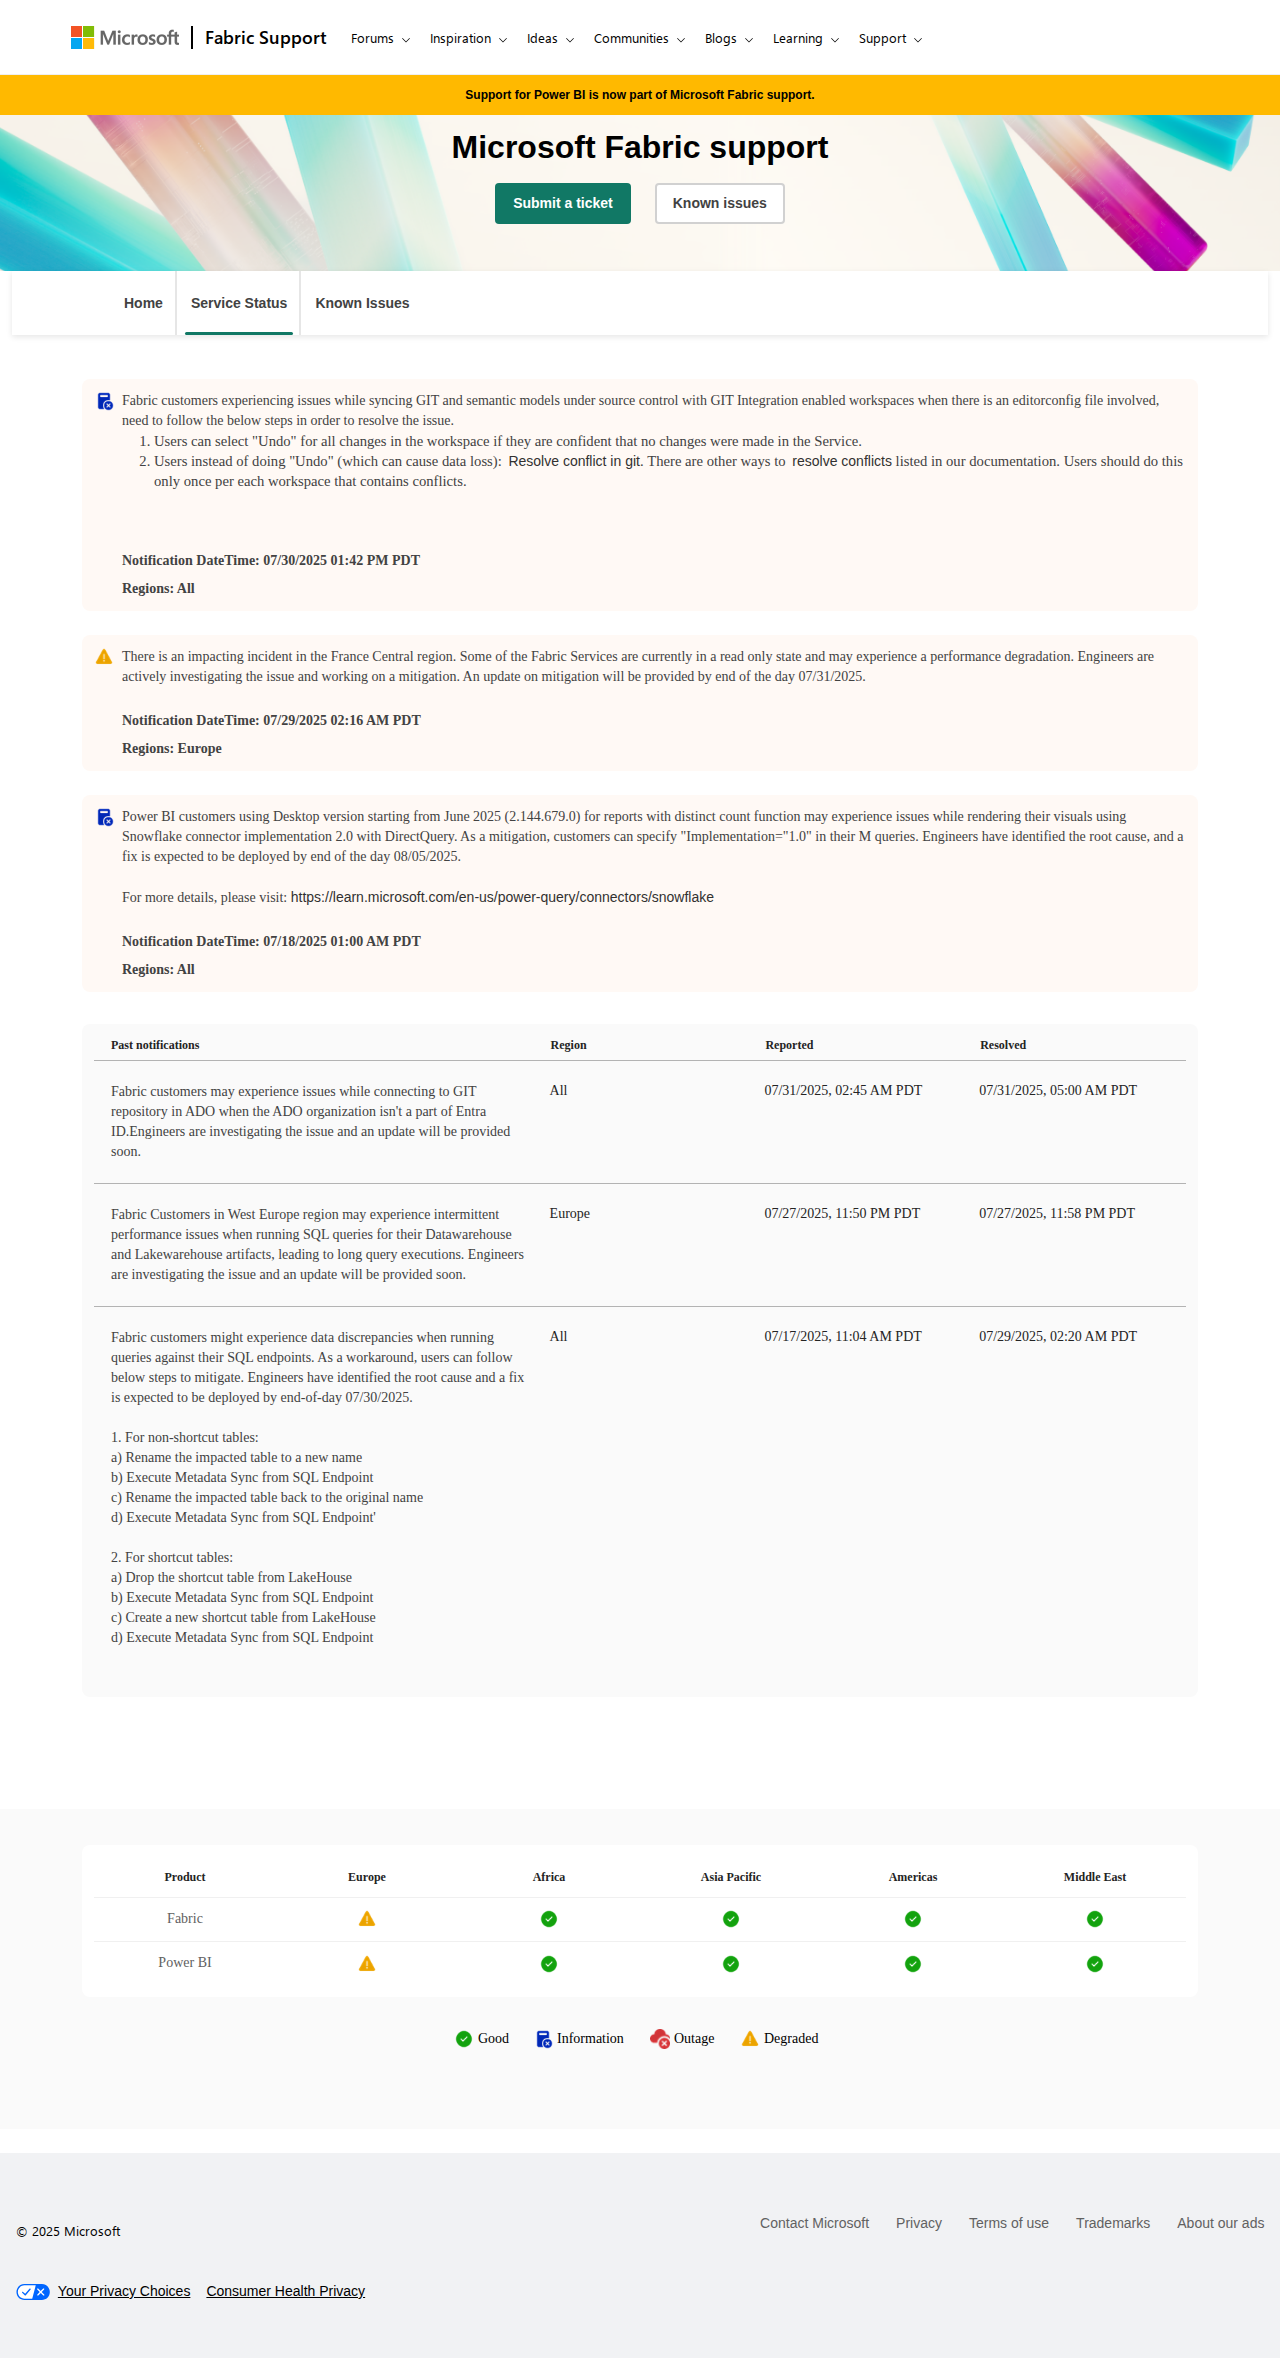 Microsoft | Fabric Support Forums Inspiration Ideas Communities Blogs Learning Support
Support for Power BI is now part of Microsoft Fabric support.
Microsoft Fabric support
Submit a ticket Known issues
Home Service Status Known Issues
Fabric customers experiencing issues while syncing GIT and semantic models under source control with GIT Integration enabled workspaces when there is an editorconfig file involved,
need to follow the below steps in order to resolve the issue.
1. Users can select "Undo" for all changes in the workspace if they are confident that no changes were made in the Service.
2. Users instead of doing "Undo" (which can cause data loss): Resolve conflict in git. There are other ways to resolve conflicts listed in our documentation. Users should do this
only once per each workspace that contains conflicts.
Notification DateTime: 07/30/2025 01:42 PM PDT
Regions: All
There is an impacting incident in the France Central region. Some of the Fabric Services are currently in a read only state and may experience a performance degradation. Engineers are
actively investigating the issue and working on a mitigation. An update on mitigation will be provided by end of the day 07/31/2025.
Notification DateTime: 07/29/2025 02:16 AM PDT
Regions: Europe
Power BI customers using Desktop version starting from June 2025 (2.144.679.0) for reports with distinct count function may experience issues while rendering their visuals using
Snowflake connector implementation 2.0 with DirectQuery. As a mitigation, customers can specify "Implementation="1.0" in their M queries. Engineers have identified the root cause, and a
fix is expected to be deployed by end of the day 08/05/2025.
For more details, please visit: https://learn.microsoft.com/en-us/power-query/connectors/snowflake
Notification DateTime: 07/18/2025 01:00 AM PDT
Regions: All
Past notifications Region Reported Resolved
Fabric customers may experience issues while connecting to GIT All 07/31/2025, 02:45 AM PDT 07/31/2025, 05:00 AM PDT
repository in ADO when the ADO organization isn't a part of Entra
ID.Engineers are investigating the issue and an update will be provided
soon.
Fabric Customers in West Europe region may experience intermittent Europe 07/27/2025, 11:50 PM PDT 07/27/2025, 11:58 PM PDT
performance issues when running SQL queries for their Datawarehouse
and Lakewarehouse artifacts, leading to long query executions. Engineers
are investigating the issue and an update will be provided soon.
Fabric customers might experience data discrepancies when running All 07/17/2025, 11:04 AM PDT 07/29/2025, 02:20 AM PDT
queries against their SQL endpoints. As a workaround, users can follow
below steps to mitigate. Engineers have identified the root cause and a fix
is expected to be deployed by end-of-day 07/30/2025.
1. For non-shortcut tables:
a) Rename the impacted table to a new name
b) Execute Metadata Sync from SQL Endpoint
c) Rename the impacted table back to the original name
d) Execute Metadata Sync from SQL Endpoint'
2. For shortcut tables:
a) Drop the shortcut table from LakeHouse
b) Execute Metadata Sync from SQL Endpoint
c) Create a new shortcut table from LakeHouse
d) Execute Metadata Sync from SQL Endpoint
Product Europe Africa Asia Pacific Americas Middle East
Fabric
Power BI
Good Information Outage Degraded
Contact Microsoft Privacy Terms of use Trademarks About our ads
© 2025 Microsoft
Your Privacy Choices Consumer Health Privacy